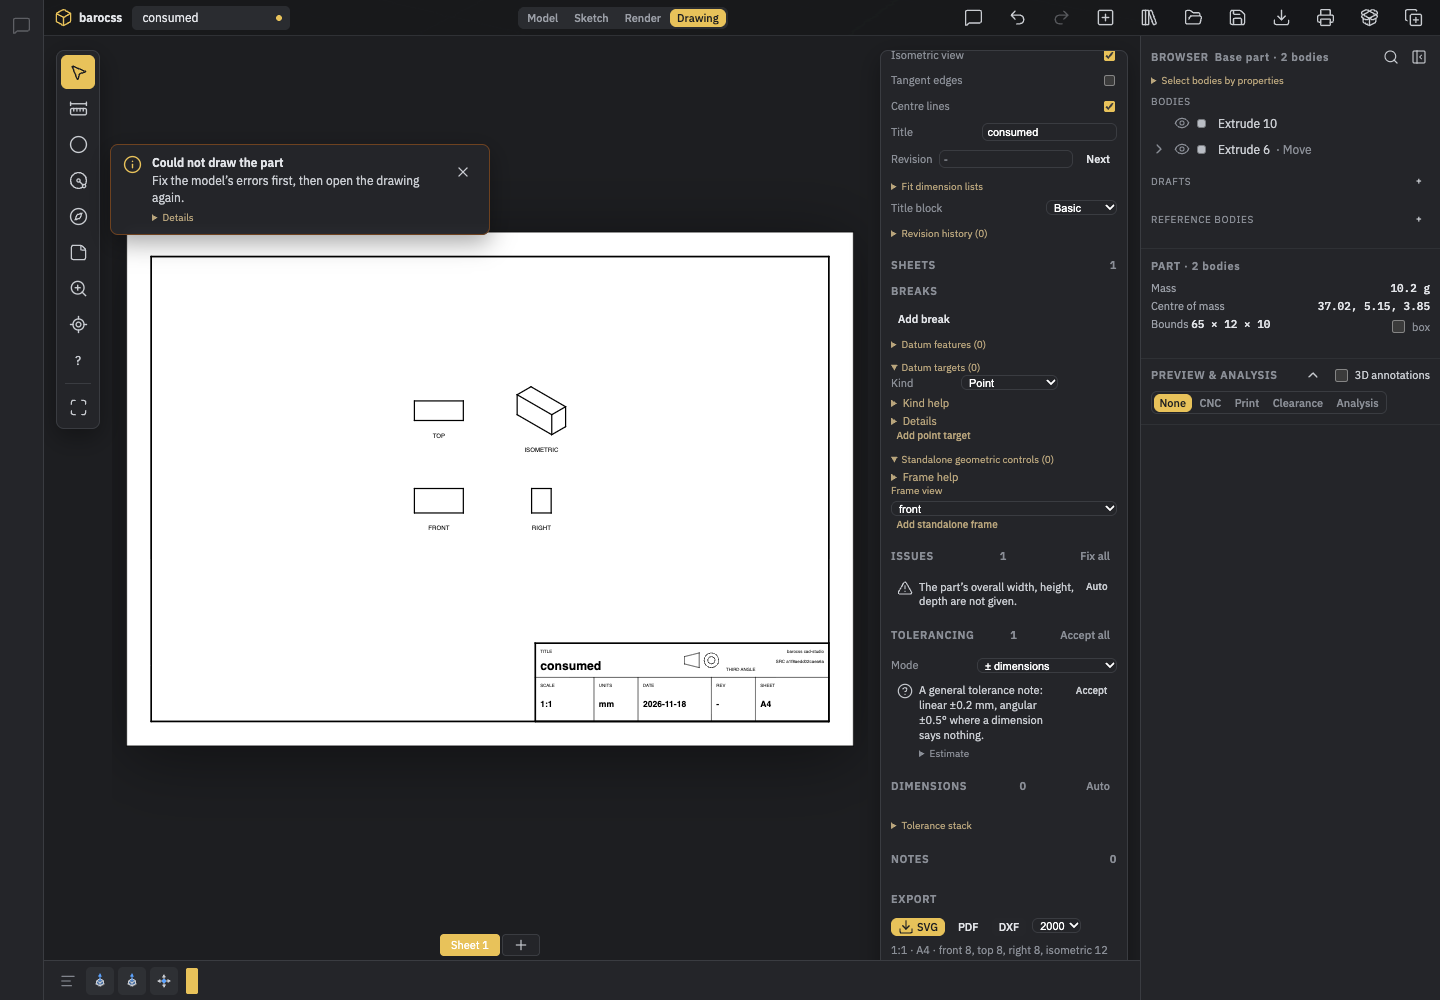 barocss
consumed
Model
Sketch
Render
Drawing
Could not draw the part
Fix the model’s errors first, then open the drawing
again.
Details
TOP
ISOMETRIC
FRONT
RIGHT
TITLE
consumed
THIRD ANGLE
barocss cad-studio
SCALE
1:1
UNITS
mm
DATE
2026-11-18
REV
-
SHEET
A4
?
Sheet 1
Isometric view
Tangent edges
Centre lines
Title
consumed
Revision
-
Next
Fit dimension lists
Title block
Basic
Revision history (0)
SHEETS
1
BREAKS
Add break
Datum features (0)
Datum targets (0)
Kind
Point
Kind help
Details
Add point target
Standalone geometric controls (0)
Frame help
Frame view
front
Add standalone frame
ISSUES
1
Fix all
The part’s overall width, height,
depth are not given.
Auto
TOLERANCING
1
Accept all
Mode
± dimensions
A general tolerance note:
linear ±0.2 mm, angular
±0.5° where a dimension
says nothing.
Accept
Estimate
DIMENSIONS
0
Auto
Tolerance stack
NOTES
0
EXPORT
SVG
PDF
DXF
2000
1:1 · A4 · front 8, top 8, right 8, isometric 12
BROWSER Base part · 2 bodies
Select bodies by properties
BODIES
Extrude 10
Extrude 6 · Move
DRAFTS
+
REFERENCE BODIES
+
PART · 2 bodies
Mass
10.2 g
Centre of mass
37.02, 5.15, 3.85
Bounds 65 × 12 × 10
box
PREVIEW & ANALYSIS
3D annotations
None
CNC
Print
Clearance
Analysis